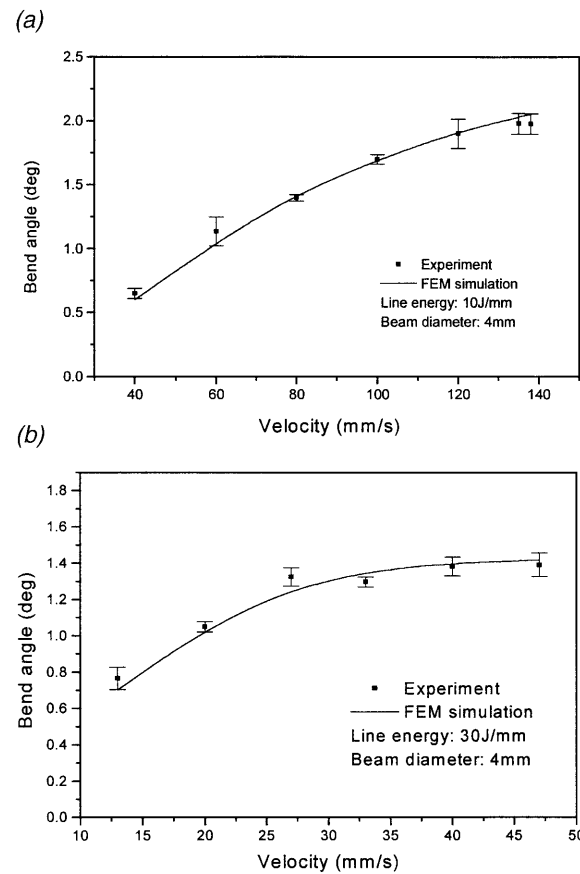 (a)
2.5
2.0
1.5
1.0
0.5
0.0
Bend angle (deg)
Experiment
FEM simulation
Line energy: 10J/mm
Beam diameter: 4mm
40 60 80 100 120 140
Velocity (mm/s)
(b)
1.8
1.6
1.4
1.2
1.0
0.8
0.6
0.4
0.2
0.0
Bend angle (deg)
Experiment
FEM simulation
Line energy: 30J/mm
Beam diameter: 4mm
10 15 20 25 30 35 40 45 50
Velocity (mm/s)